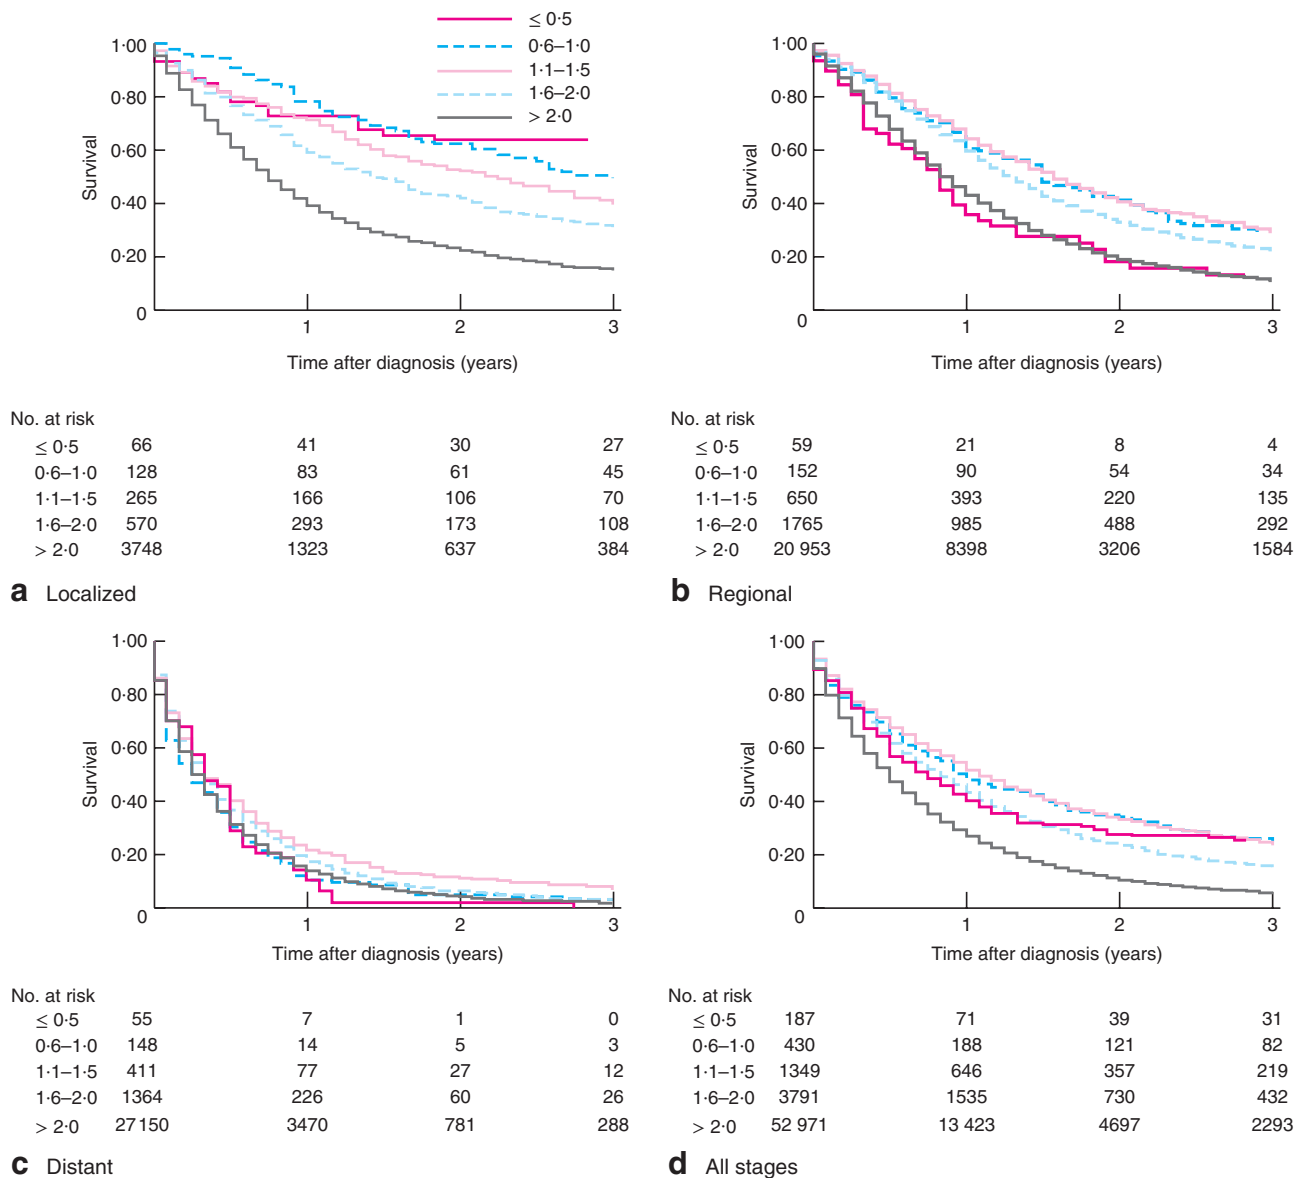 ≤ 0·5
0·6–1·0
1·1–1·5
1·6–2·0
> 2·0
1·00
0·80
0·60
0·40
0·20
0
Survival
1 2 3
Time after diagnosis (years)
No. at risk
≤ 0·5 66 41 30 27
0·6–1·0 128 83 61 45
1·1–1·5 265 166 106 70
1·6–2·0 570 293 173 108
> 2·0 3748 1323 637 384
a Localized
1·00
0·80
0·60
0·40
0·20
0
Survival
1 2 3
Time after diagnosis (years)
No. at risk
≤ 0·5 59 21 8 4
0·6–1·0 152 90 54 34
1·1–1·5 650 393 220 135
1·6–2·0 1765 985 488 292
> 2·0 20 953 8398 3206 1584
b Regional
1·00
0·80
0·60
0·40
0·20
0
Survival
1 2 3
Time after diagnosis (years)
No. at risk
≤ 0·5 55 7 1 0
0·6–1·0 148 14 5 3
1·1–1·5 411 77 27 12
1·6–2·0 1364 226 60 26
> 2·0 27 150 3470 781 288
c Distant
1·00
0·80
0·60
0·40
0·20
0
Survival
1 2 3
Time after diagnosis (years)
No. at risk
≤ 0·5 187 71 39 31
0·6–1·0 430 188 121 82
1·1–1·5 1349 646 357 219
1·6–2·0 3791 1535 730 432
> 2·0 52 971 13 423 4697 2293
d All stages